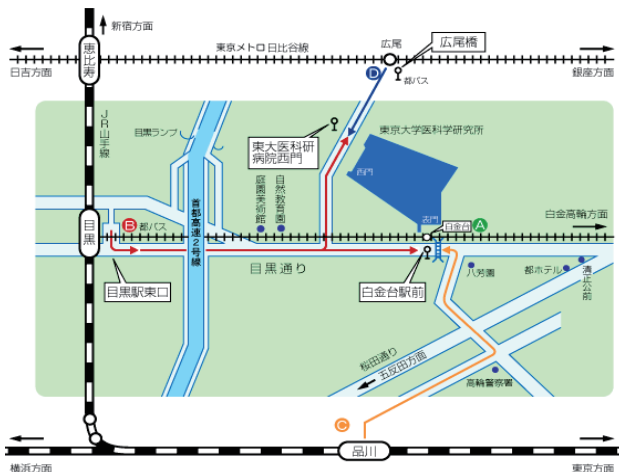 新宿方面
恵比寿
日吉方面
東京メトロ日比谷線
広尾
広尾橋
D
都バス
銀座方面
JR山手線
目黒ランプ
東大医科研
病院西門
東京大学医科学研究所
西門
正門
自然教育園
庭園美術館
首都高速2号線
目黒
B
都バス
白金台
A
白金高輪方面
目黒駅東口
目黒通り
白金台駅前
八芳園
都ホテル
清正公前
桜田通り
五反田方面
高輪警察署
C
品川
横浜方面
東京方面